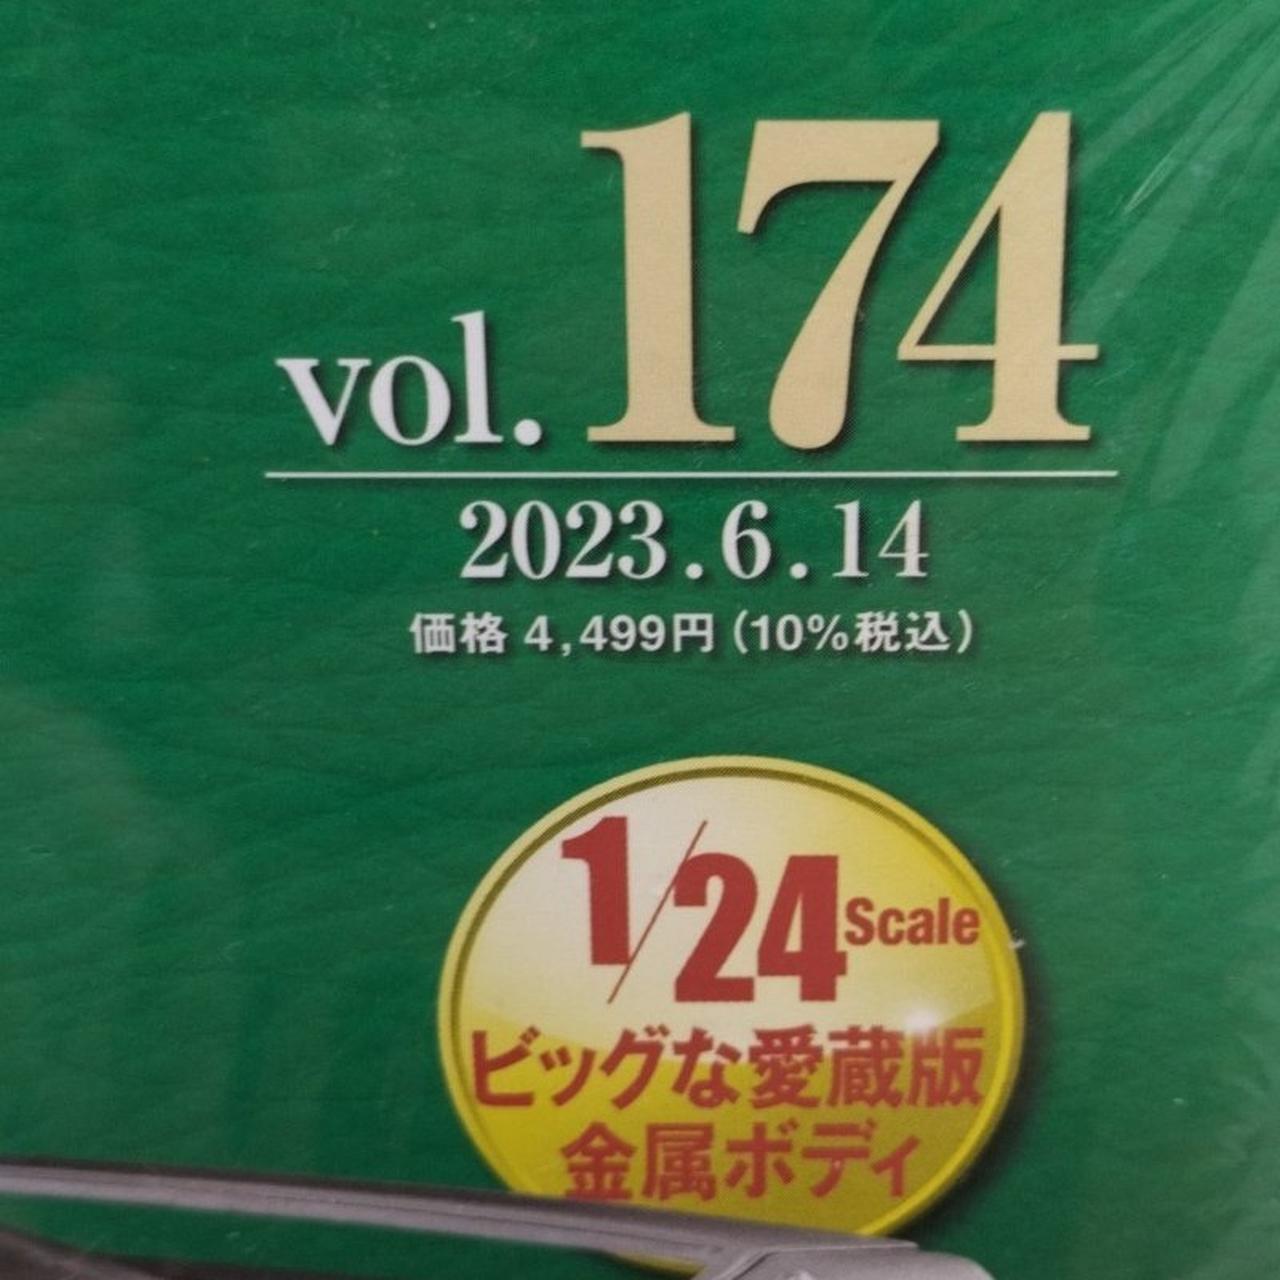 vol.174
2023.6.14
価格 4,499円(10%税込)
1/24 Scale
ビッグな愛蔵版
金属ボディ